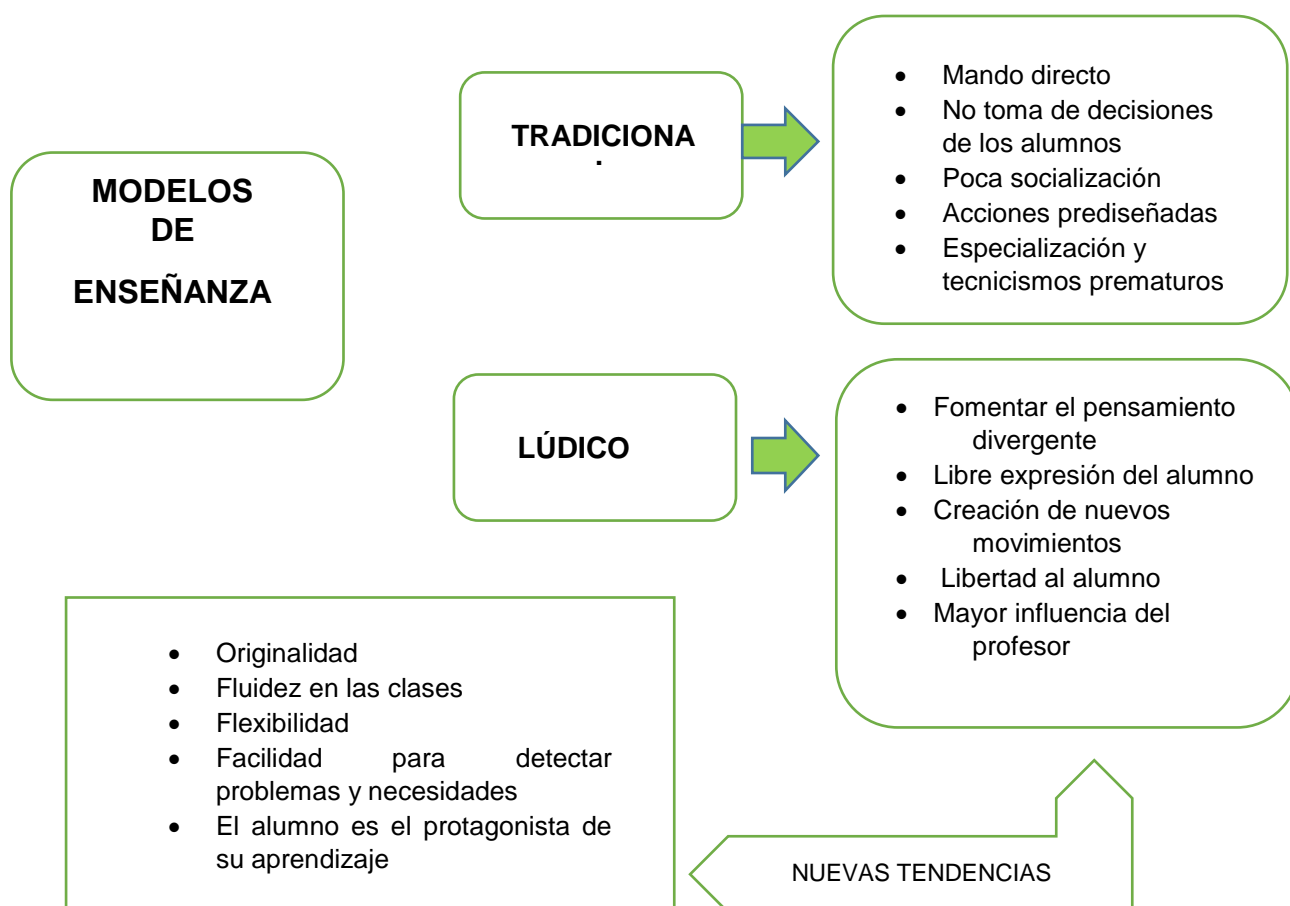 MODELOS
DE
ENSEÑANZA
TRADICIONA
• Mando directo
• No toma de decisiones
de los alumnos
• Poca socialización
• Acciones prediseñadas
• Especialización y
tecnicismos prematuros
LÚDICO
• Fomentar el pensamiento
divergente
• Libre expresión del alumno
• Creación de nuevos
movimientos
• Libertad al alumno
• Mayor influencia del
profesor
• Originalidad
• Fluidez en las clases
• Flexibilidad
• Facilidad para detectar
problemas y necesidades
• El alumno es el protagonista de
su aprendizaje
NUEVAS TENDENCIAS